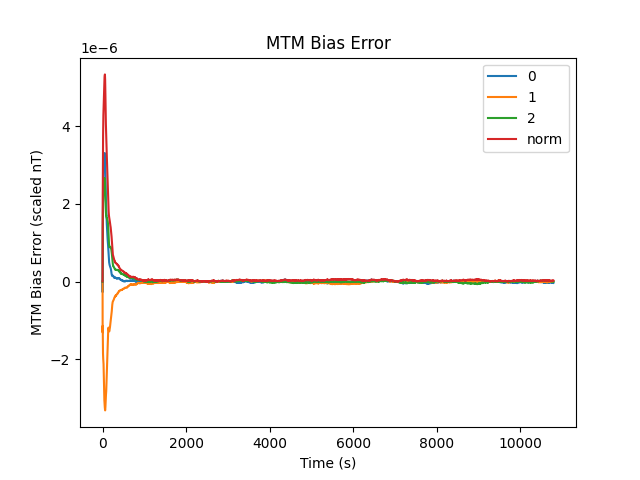 MTM Bias Error
1e−6
4
2
0
−2
MTM Bias Error (scaled nT)
0
1
2
norm
0 2000 4000 6000 8000 10000
Time (s)